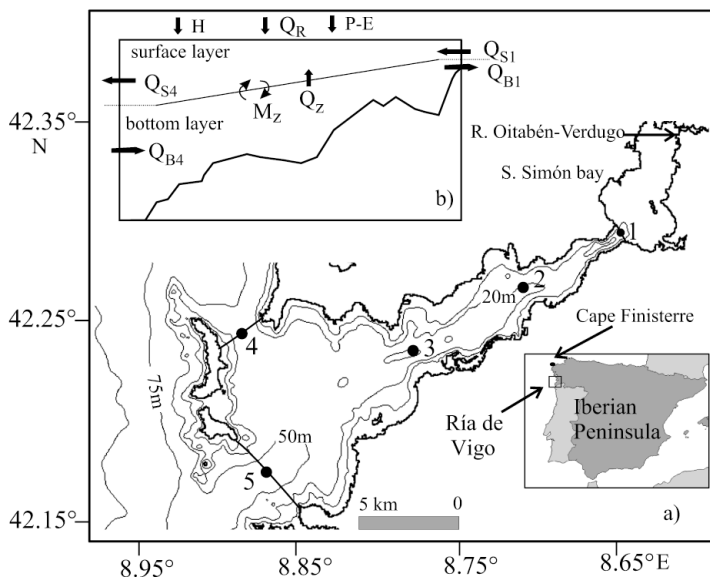 b)
H
Q_R
P-E
surface layer
Q_S1
Q_B1
Q_S4
M_Z
Q_Z
bottom layer
Q_B4
42.35°
N
42.25°
42.15°
R. Oitabén-Verdugo
S. Simón bay
1
2
20m
3
4
5
75m
50m
Cape Finisterre
Iberian
Peninsula
Ría de
Vigo
5 km
0
a)
8.95°
8.85°
8.75°
8.65°E